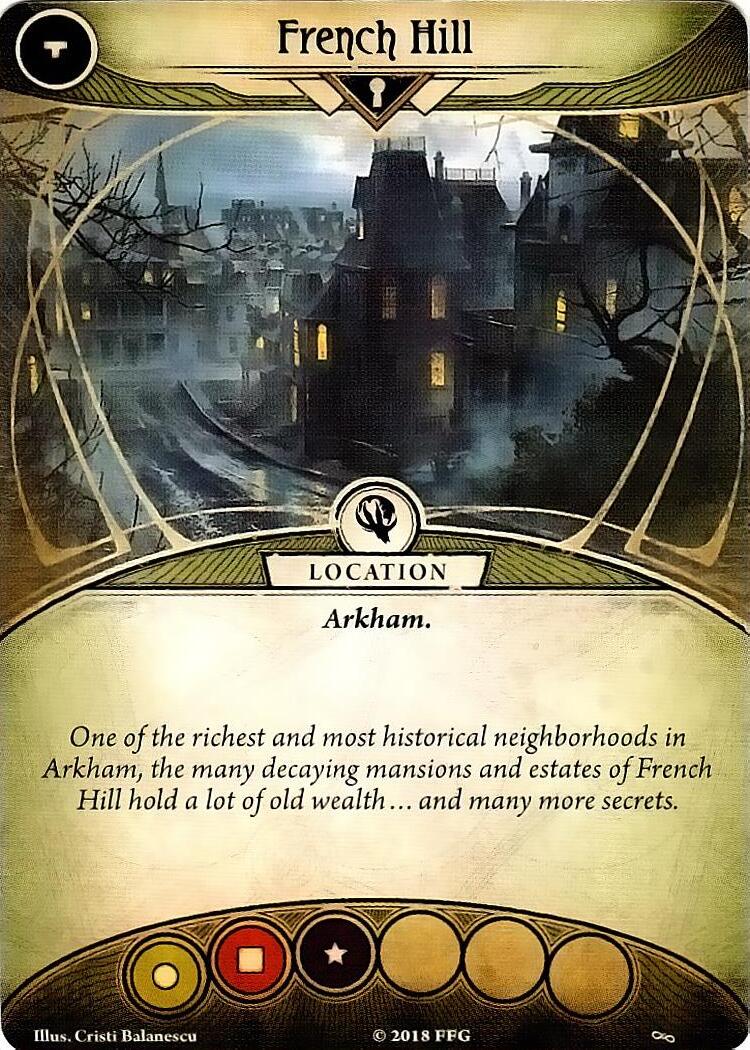 French Hill
LOCATION
Arkham.
One of the richest and most historical neighborhoods in
Arkham, the many decaying mansions and estates of French
Hill hold a lot of old wealth... and many more secrets.
Illus. Cristi Balanescu
© 2018 FFG